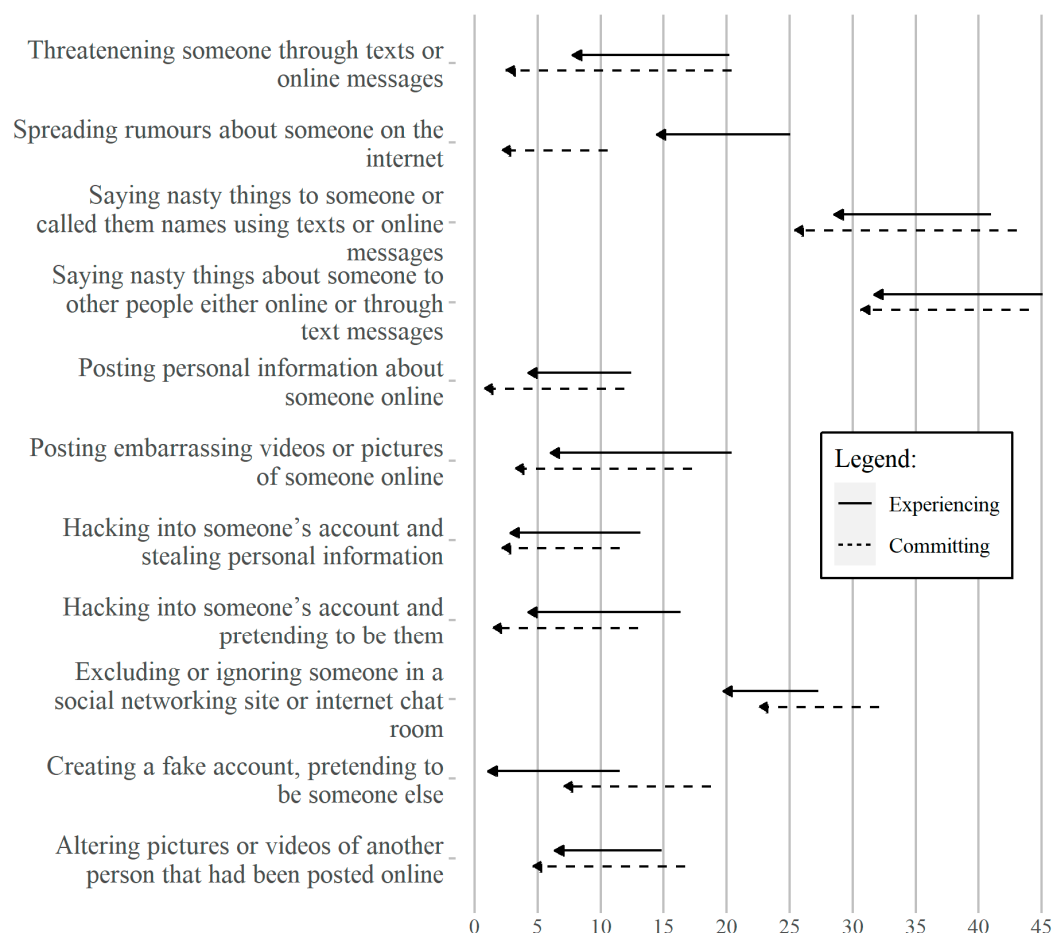 Threatenening someone through texts or
online messages
Spreading rumours about someone on the
internet
Saying nasty things to someone or
called them names using texts or online
messages
Saying nasty things about someone to
other people either online or through
text messages
Posting personal information about
someone online
Posting embarrassing videos or pictures
of someone online
Hacking into someone’s account and
stealing personal information
Hacking into someone’s account and
pretending to be them
Excluding or ignoring someone in a
social networking site or internet chat
room
Creating a fake account, pretending to
be someone else
Altering pictures or videos of another
person that had been posted online
Legend:
Experiencing
Committing
0 5 10 15 20 25 30 35 40 45